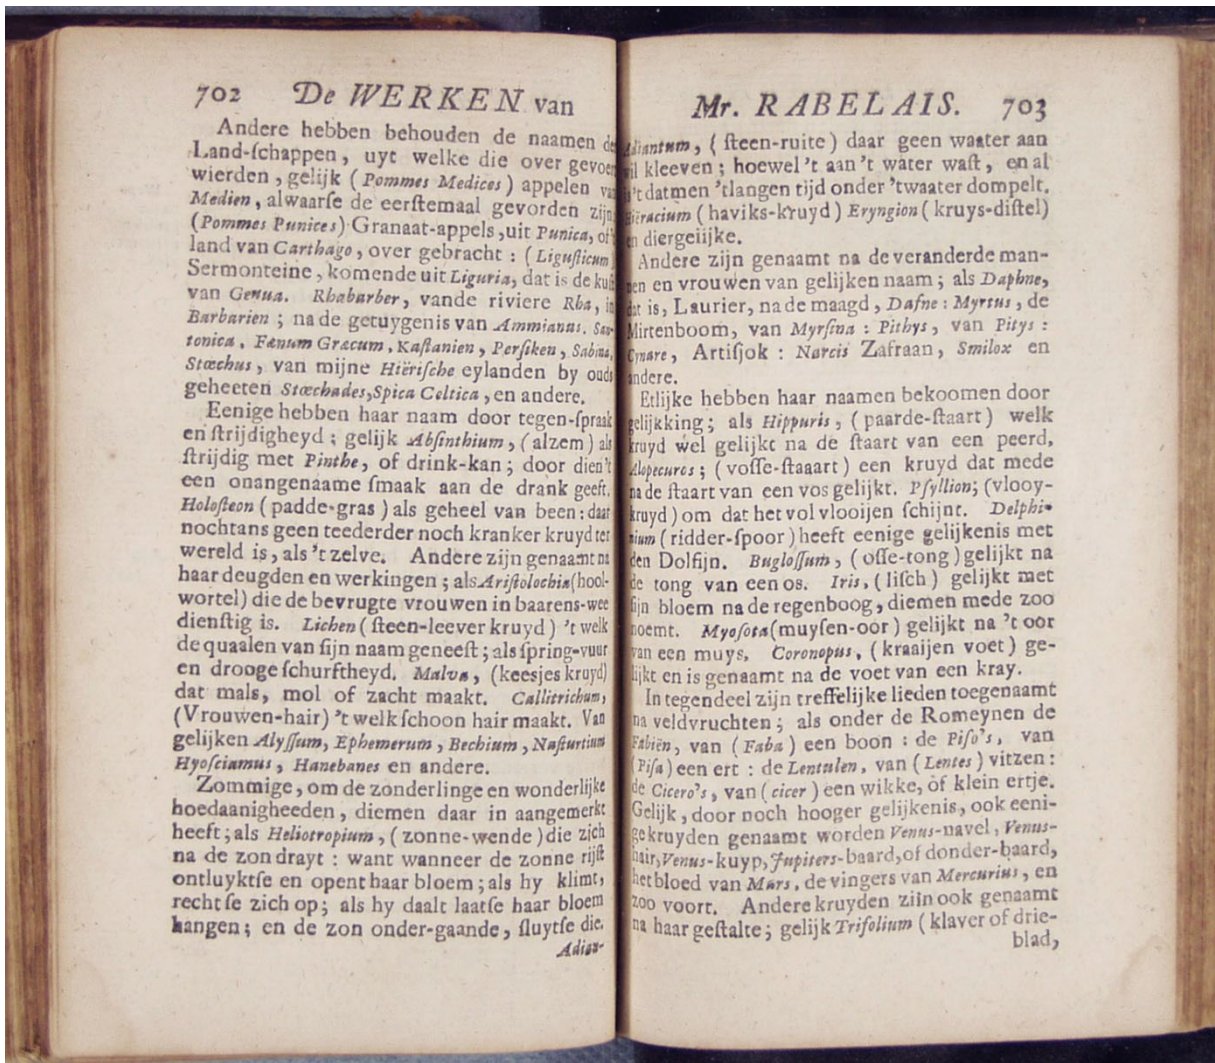 702 De WERKEN van
Andere hebben behouden de naamen
Land-ſchappen, uyt welke die over
wierden, gelijk (Pommes Medices) appelen
Medien, alwaarſe de eerſtemaal gevorden zijn
(Pommes Punices) Granaat-appels, uit Punica,
land van Carthago, over gebracht: (Liguſticum
Sermonteine, komende uit Liguria, dat is de
van Genua. Rhabarber, vande riviere Rha, in
Barbarien; na de getuygenis van Ammianus.
tonica, Fænum Græcum, Kaſtanien, Perſiken, Sabina,
Stœchus, van mijne Hiëriſche eylanden by ouds
geheeten Stœchades, Spica Celtica, en andere.
Eenige hebben haar naam door tegen-ſpraak
en ſtrijdigheyd; gelijk Abſinthium, (alzem) als
ſtrijdig met Pinthe, of drink-kan; door dien't
een onangenaame ſmaak aan de drank geeft.
Holoſteon (padde-gras) als geheel van been: daar
nochtans geen teederder noch kranker kruyd ter
wereld is, als 't zelve. Andere zijn genaamt na
haar deugden en werkingen; als Ariſtolochia (hool-
wortel) die de bevrugte vrouwen in baarens-wee
dienſtig is. Lichen (ſteen-leever kruyd) 't welk
de quaalen van ſijn naam geneeſt; als ſpring-vuur
en drooge ſchurftheyd. Malva, (keesjes kruyd)
dat mals, mol of zacht maakt. Callitrichum,
(Vrouwen-hair) 't welk ſchoon hair maakt. Van
gelijken Alyſſum, Ephemerum, Bechium, Naſturtium
Hyoſciamus, Hanebanes en andere.
Zommige, om de zonderlinge en wonderlijke
hoedaanigheeden, diemen daar in aangemerkt
heeft; als Heliotropium, (zonne-wende) die zich
na de zon drayt: want wanneer de zonne rijſt
ontluyktſe en opent haar bloem; als hy klimt,
recht ſe zich op; als hy daalt laatſe haar bloem
hangen; en de zon onder-gaande, ſluytſe die.
Adian-
Mr. RABELAIS. 703
Adiantum, (ſteen-ruite) daar geen waater aan
wil kleeven; hoewel 't aan 't water waſt, en al
is 't datmen 'tlangen tijd onder 'twaater dompelt.
Hiëracium (haviks-kruyd) Eryngion (kruys-diſtel)
en diergeiijke.
Andere zijn genaamt na de veranderde man-
nen en vrouwen van gelijken naam; als Daphne,
dat is, Laurier, na de maagd, Dafne: Myrtus, de
Mirtenboom, van Myrſina: Pithys, van Pitys:
Cynare, Artiſjok: Narcis Zafraan, Smilox en
andere.
Etlijke hebben haar naamen bekoomen door
gelijkking; als Hippuris, (paarde-ſtaart) welk
kruyd wel gelijkt na de ſtaart van een peerd,
Alopecuros; (voſſe-ſtaaart) een kruyd dat mede
na de ſtaart van een vos gelijkt. Pſyllion; (vlooy-
kruyd) om dat het vol vlooijen ſchijnt. Delphi-
nium (ridder-ſpoor) heeft eenige gelijkenis met
den Dolfijn. Bugloſſum, (oſſe-tong) gelijkt na
de tong van een os. Iris, (liſch) gelijkt met
ſijn bloem na de regenboog, diemen mede zoo
noemt. Myoſota (muyſen-oor) gelijkt na 't oor
van een muys. Coronopus, (kraaijen voet) ge-
lijkt en is genaamt na de voet van een kray.
In tegendeel zijn treffelijke lieden toegenaamt
na veldvruchten; als onder de Romeynen de
Fabiën, van (Faba) een boon: de Piſo's, van
(Piſa) een ert: de Lentulen, van (Lentes) vitzen:
de Cicero's, van (cicer) een wikke, of klein ertje.
Gelijk, door noch hooger gelijkenis, ook eeni-
ge kruyden genaamt worden Venus-navel, Venus-
hair, Venus-kuyp, Jupiters-baard, of donder-baard,
het bloed van Mars, de vingers van Mercurius, en
zoo voort. Andere kruyden zijn ook genaamt
na haar geſtalte; gelijk Trifolium (klaver of drie-
blad,